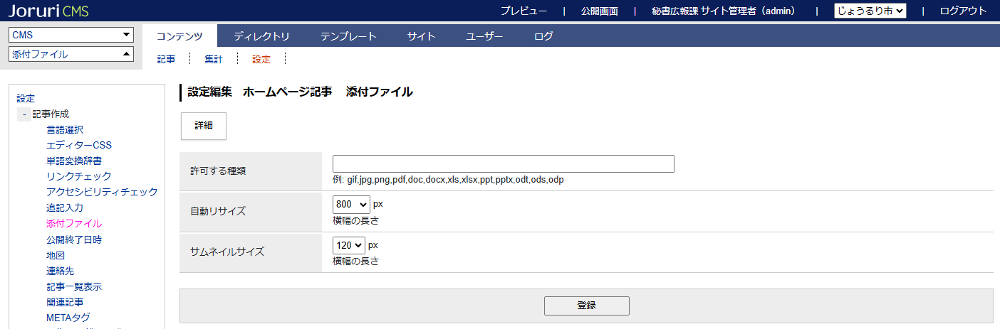 Joruri CMS
プレビュー | 公開画面 | 秘書広報課 サイト管理者（admin） | じょうるり市 | ログアウト
CMS
添付ファイル
コンテンツ ディレクトリ テンプレート サイト ユーザー ログ
記事 集計 設定
設定
- 記事作成
言語選択
エディターCSS
単語変換辞書
リンクチェック
アクセシビリティチェック
追記入力
添付ファイル
公開終了日時
地図
連絡先
記事一覧表示
関連記事
METAタグ
設定編集 ホームページ記事 添付ファイル
詳細
許可する種類
例: gif,jpg,png,pdf,doc,docx,xls,xlsx,ppt,pptx,odt,ods,odp
自動リサイズ 800 px
横幅の長さ
サムネイルサイズ 120 px
横幅の長さ
登録